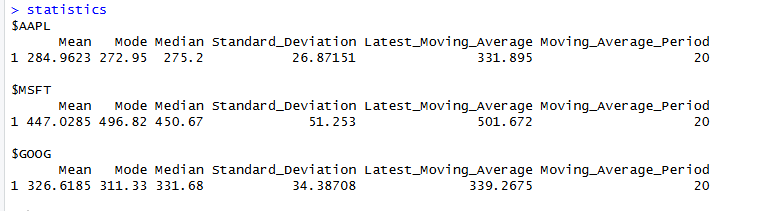 > statistics
$AAPL
Mean Mode Median Standard_Deviation Latest_Moving_Average Moving_Average_Period
1 284.9623 272.95 275.2 26.87151 331.895 20
$MSFT
Mean Mode Median Standard_Deviation Latest_Moving_Average Moving_Average_Period
1 447.0285 496.82 450.67 51.253 501.672 20
$GOOG
Mean Mode Median Standard_Deviation Latest_Moving_Average Moving_Average_Period
1 326.6185 311.33 331.68 34.38708 339.2675 20